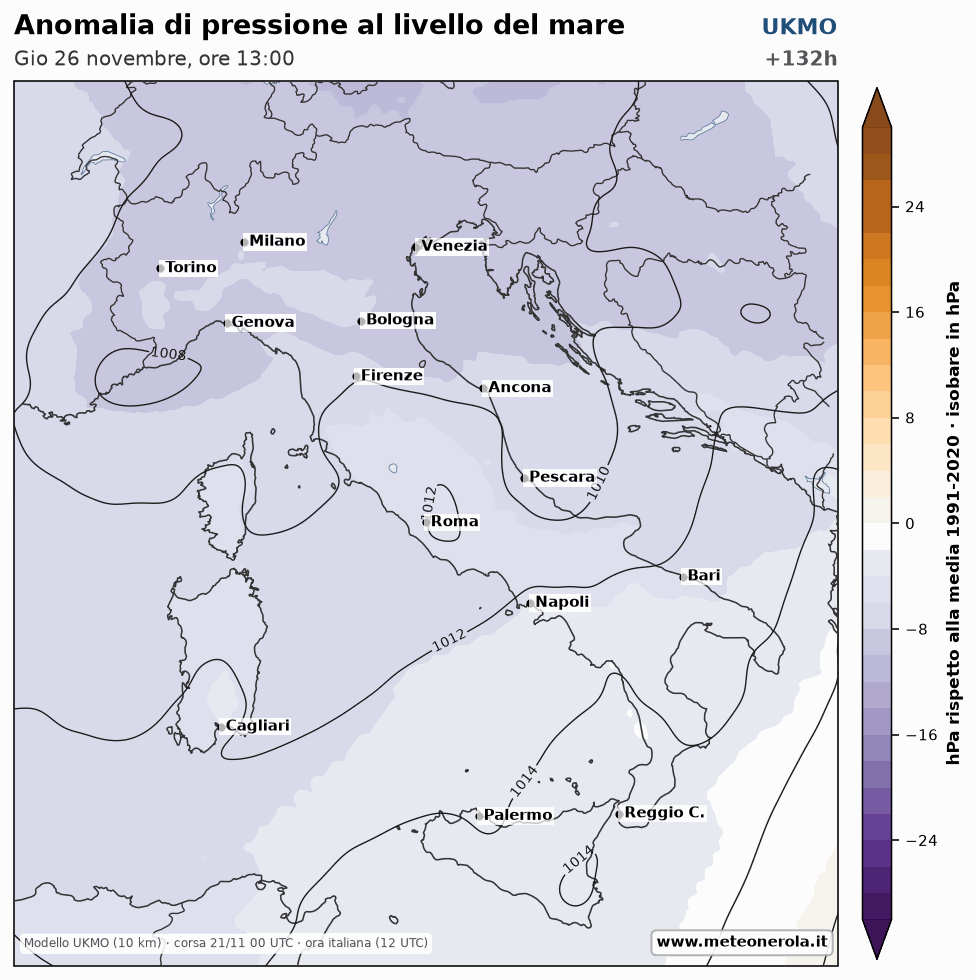 Anomalia di pressione al livello del mare
UKMO
Gio 26 novembre, ore 13:00
+132h
Milano
Venezia
Torino
Genova
Bologna
1008
Firenze
Ancona
Pescara
1010
1012
Roma
Bari
Napoli
1012
Cagliari
1014
Palermo
Reggio C.
1014
24
16
8
0
−8
−16
−24
hPa rispetto alla media 1991-2020 · isobare in hPa
Modello UKMO (10 km) · corsa 21/11 00 UTC · ora italiana (12 UTC)
www.meteonerola.it